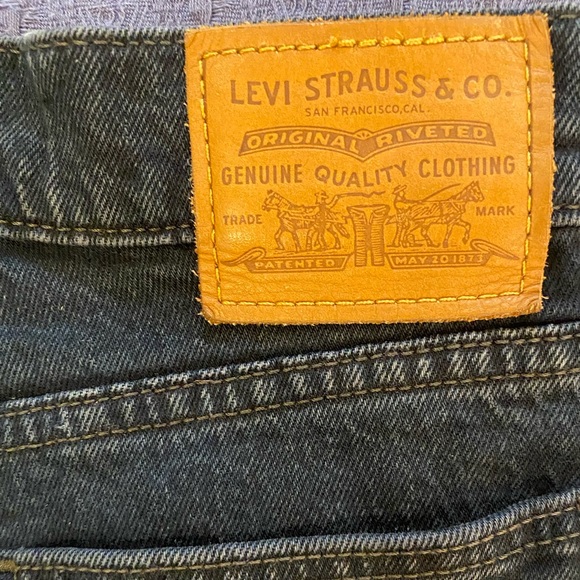 LEVI STRAUSS & CO.
SAN FRANCISCO, CAL.
ORIGINAL RIVETED
GENUINE QUALITY CLOTHING
TRADE MARK
PATENTED MAY 20 1873